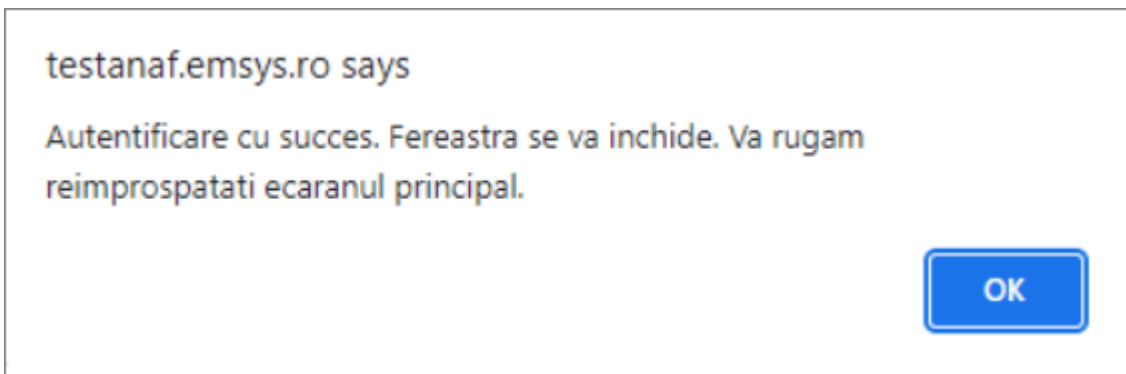 testanaf.emsys.ro says
Autentificare cu succes. Fereastra se va inchide. Va rugam
reimprospatati ecaranul principal.
OK